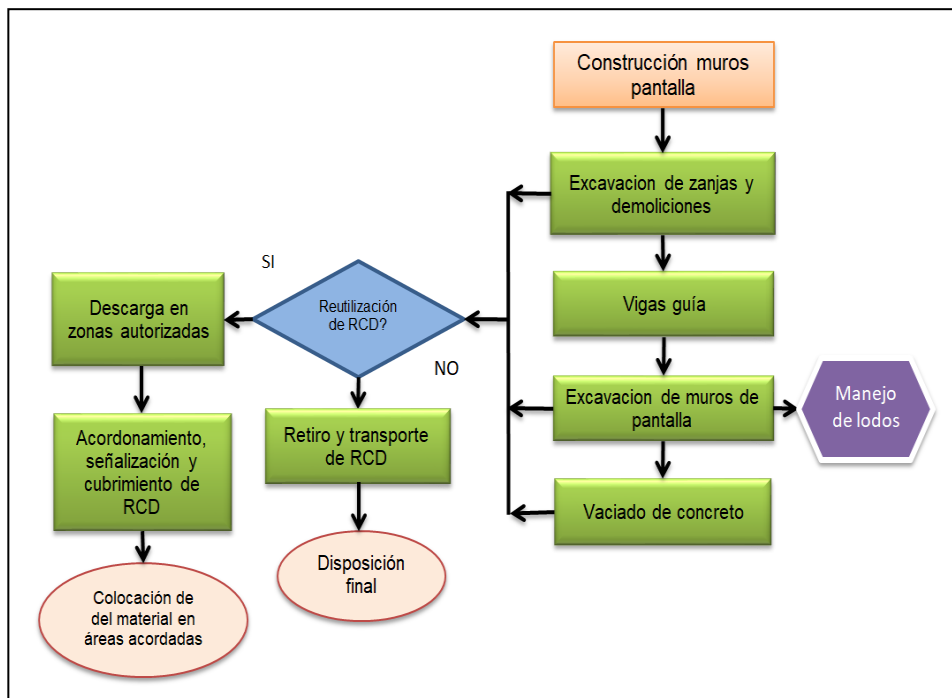 Construcción muros
pantalla
Excavacion de zanjas y
demoliciones
Vigas guía
Excavacion de muros de
pantalla
Manejo
de lodos
Vaciado de concreto
Reutilización
de RCD?
SI
NO
Descarga en
zonas autorizadas
Acordonamiento,
señalización y
cubrimiento de
RCD
Colocación de
del material en
áreas acordadas
Retiro y transporte
de RCD
Disposición
final